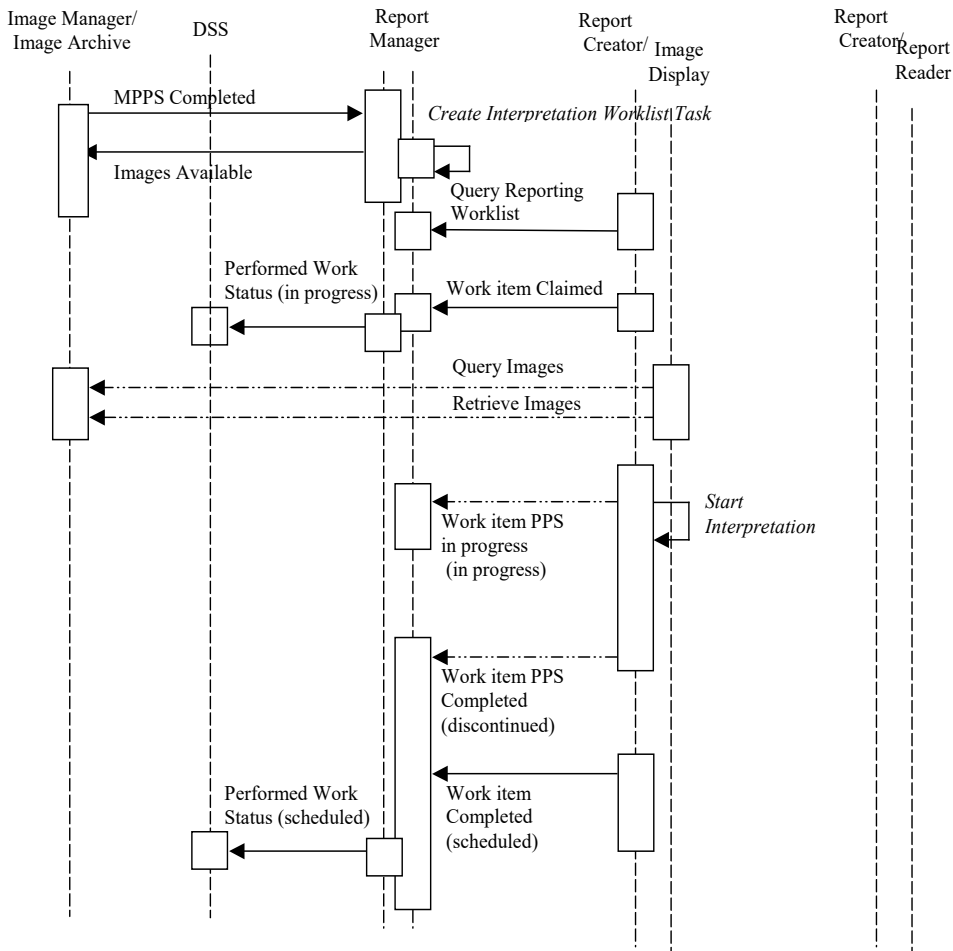 Image Manager/
Image Archive
DSS
Report
Manager
Report
Creator/
Image
Display
Report
Creator/
Report
Reader
MPPS Completed
Create Interpretation Worklist Task
Images Available
Query Reporting
Worklist
Performed Work
Status (in progress)
Work item Claimed
Query Images
Retrieve Images
Start
Interpretation
Work item PPS
in progress
(in progress)
Work item PPS
Completed
(discontinued)
Performed Work
Status (scheduled)
Work item
Completed
(scheduled)